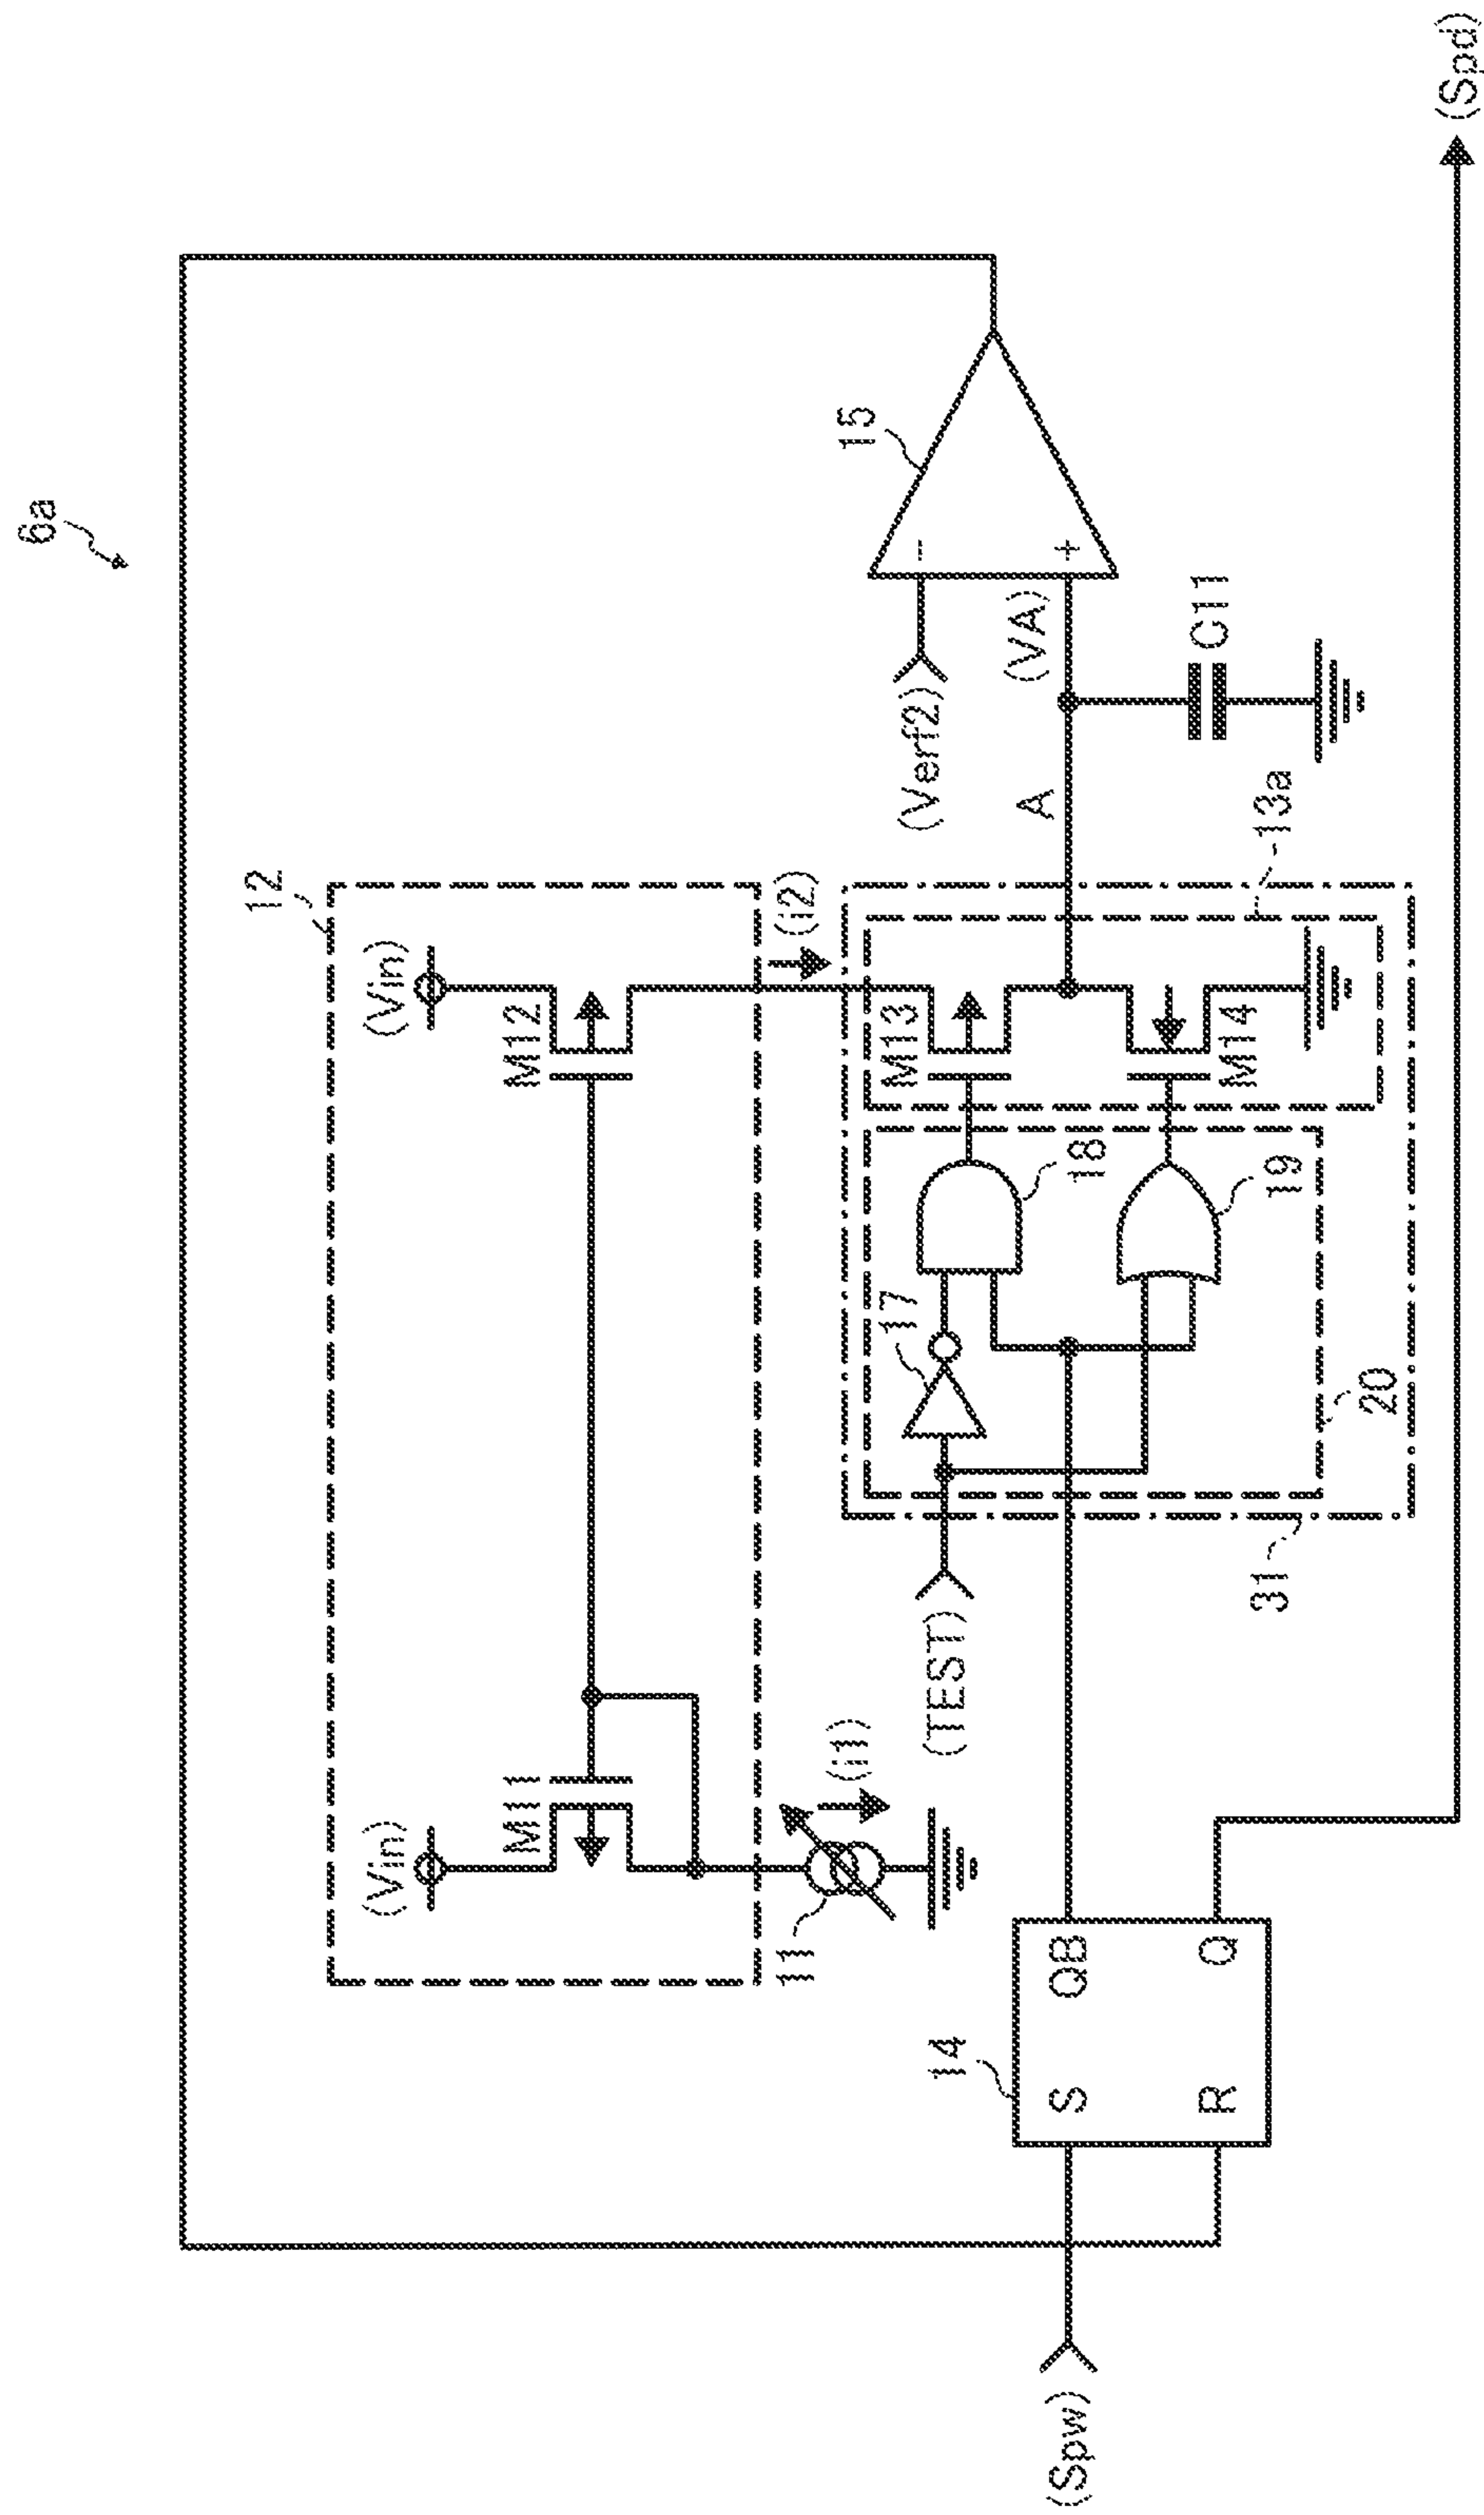 6a
12
(Vin)
(Vin)
M11
M12
15
11
(i1)
(i2)
(Verf2)
-
+
(VA)
A
C11
(TEST)
17
18
19
M13
M14
13a
20
31
14
S
QB
R
Q
(Spw)
(Spd)